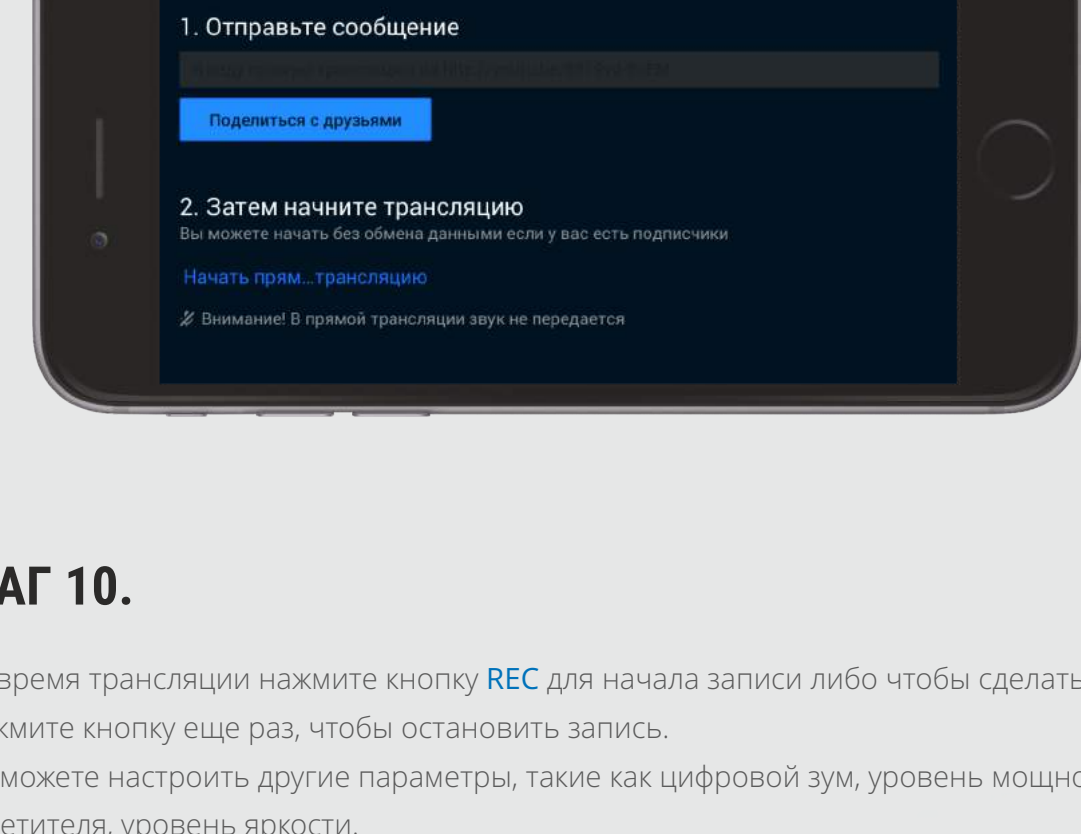 1. Отправьте сообщение
Поделиться с друзьями
2. Затем начните трансляцию
Вы можете начать без обмена данными если у вас есть подписчики
Начать прям...трансляцию
Внимание! В прямой трансляции звук не передается
АГ 10.
время трансляции нажмите кнопку REC для начала записи либо чтобы сделать
жмите кнопку еще раз, чтобы остановить запись.
можете настроить другие параметры, такие как цифровой зум, уровень мощно
етителя, уровень яркости.